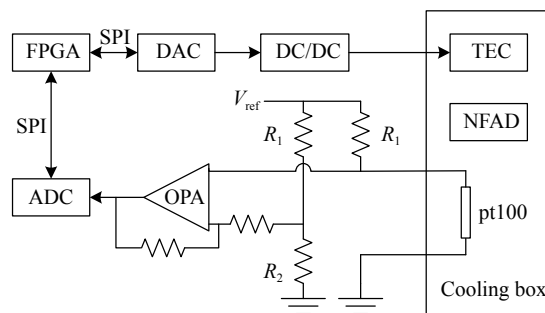 FPGA
SPI
DAC
DC/DC
TEC
SPI
Vref
R1
R1
NFAD
ADC
OPA
pt100
R2
Cooling box